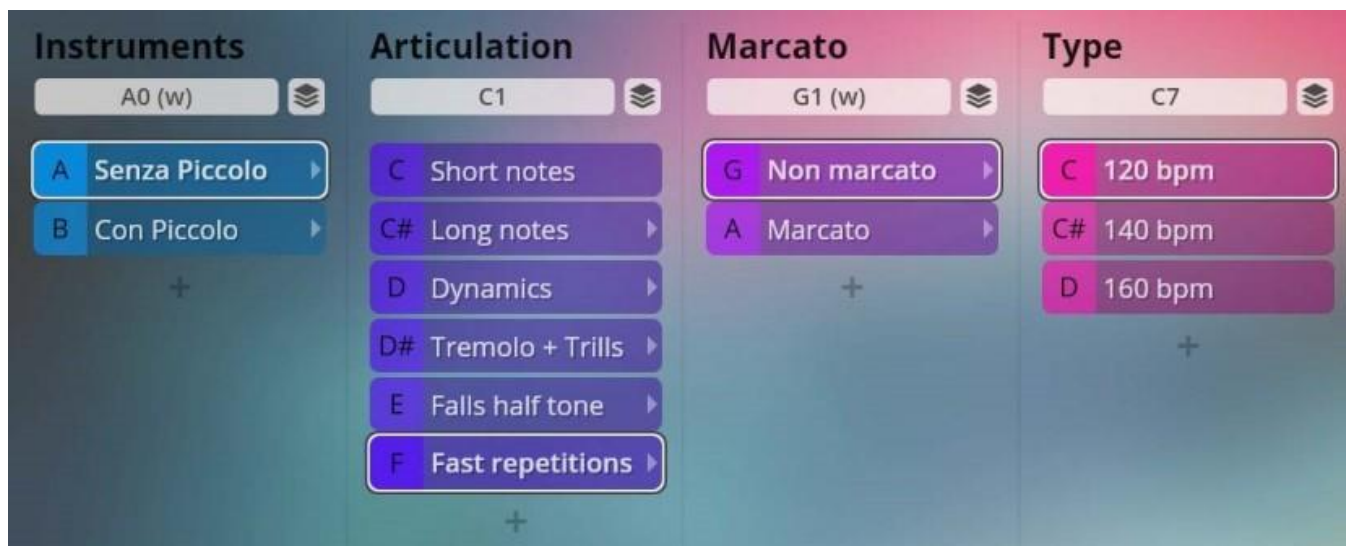 Instruments
A0 (w)
A Senza Piccolo
B Con Piccolo
+
Articulation
C1
C Short notes
C# Long notes
D Dynamics
D# Tremolo + Trills
E Falls half tone
F Fast repetitions
+
Marcato
G1 (w)
G Non marcato
A Marcato
+
Type
C7
C 120 bpm
C# 140 bpm
D 160 bpm
+